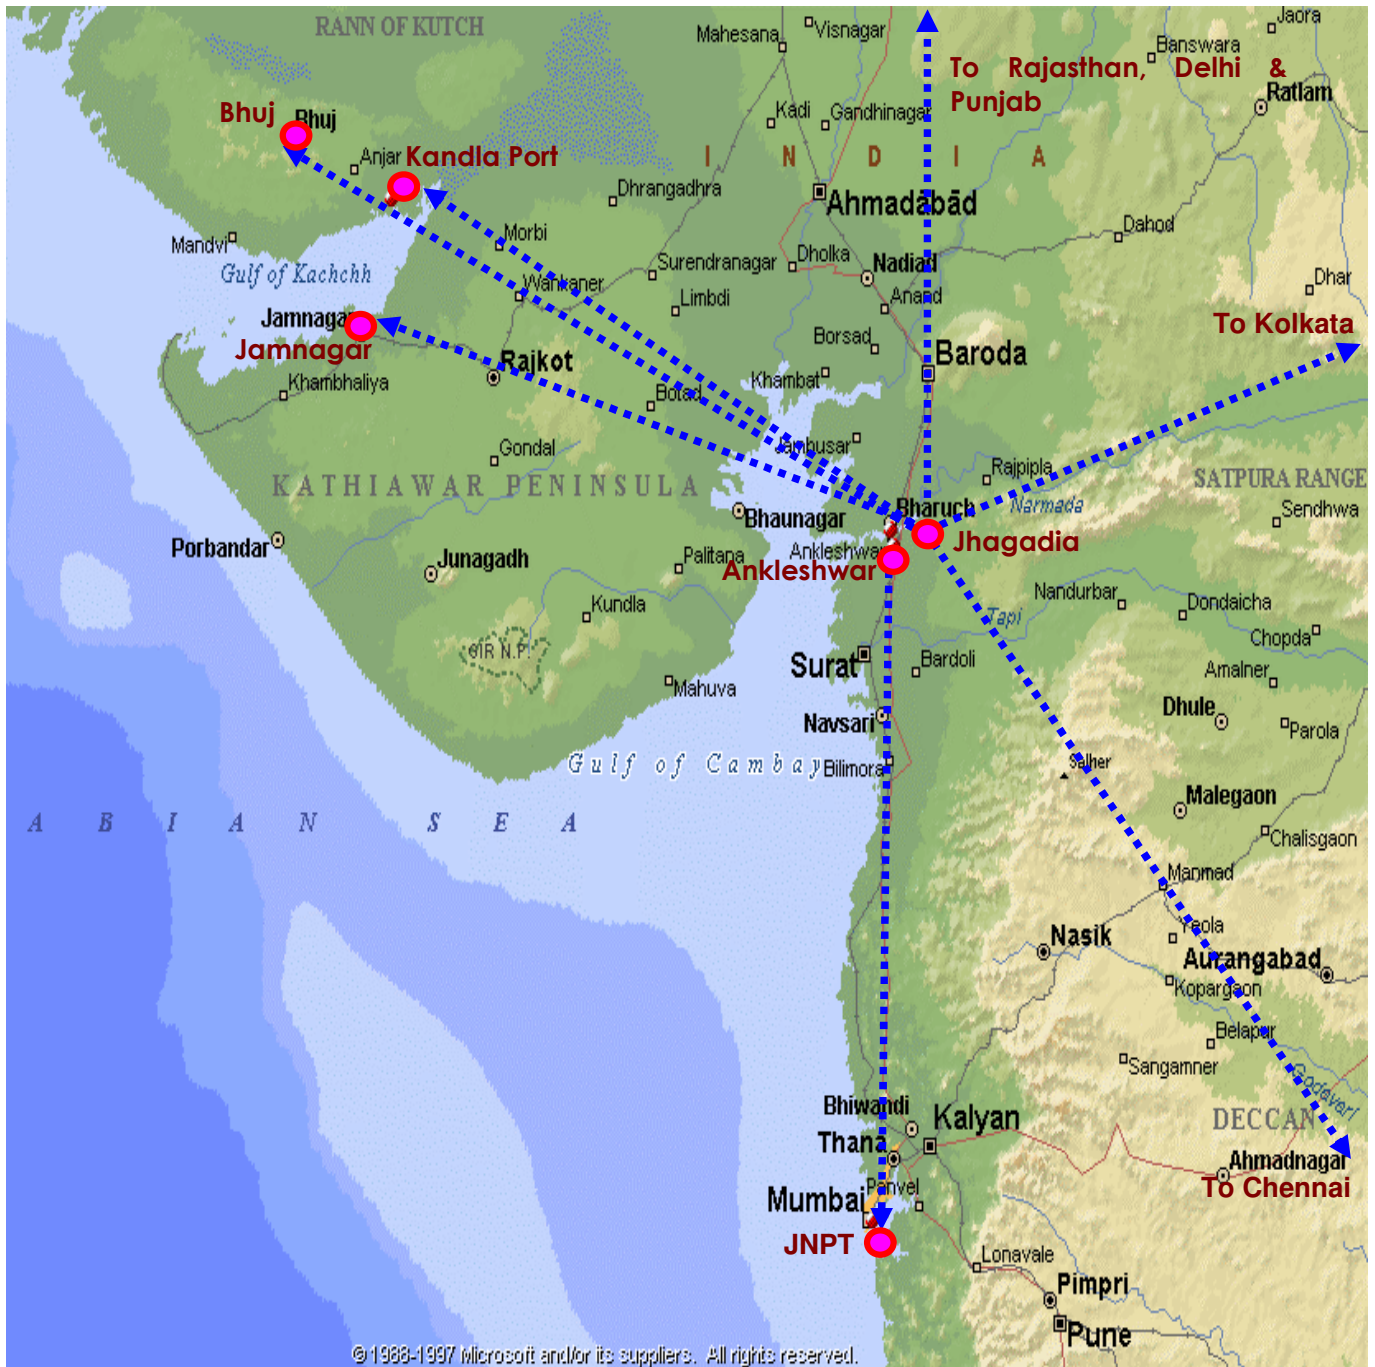 RANN OF KUTCH
Mahesana
Visnagar
Jaora
Banswara
To Rajasthan, Delhi &
Punjab
Ratlam
Bhuj
Bhuj
Kadi
Gandhinagar
Anjar
Kandla Port
I N D I A
Dhrangadhra
Ahmadābād
Mandvi
Morbi
Dahod
Gulf of Kachchh
Surendranagar
Dholka
Nadiad
Wankaner
Limbdi
Anand
Dhar
Jamnagar
Jamnagar
To Kolkata
Borsad
Baroda
Rajkot
Khambhaliya
Khambat
Botad
Gondal
Jambusar
Rajpipla
KATHIAWAR PENINSULA
SATPURA RANGE
Narmada
Bharuch
Sendhwa
Bhaunagar
Porbandar
Junagadh
Palitana
Ankleshwar
Ankleshwar
Jhagadia
Nandurbar
Dondaicha
Kundla
Tapi
Chopda
GIR N.P.
Surat
Bardoli
Amalner
Mahuva
Dhule
Navsari
Parola
Gulf of Cambay
Bilimora
Salher
Malegaon
A B I A N S E A
Chalisgaon
Manmad
Yeola
Nasik
Aurangabad
Kopargaon
Belapur
Sangamner
Godavari
Bhiwandi
Kalyan
DECCAN
Thana
Ahmadnagar
To Chennai
Panvel
Mumbai
JNPT
Lonavale
Pimpri
Pune
© 1988-1997 Microsoft and/or its suppliers. All rights reserved.